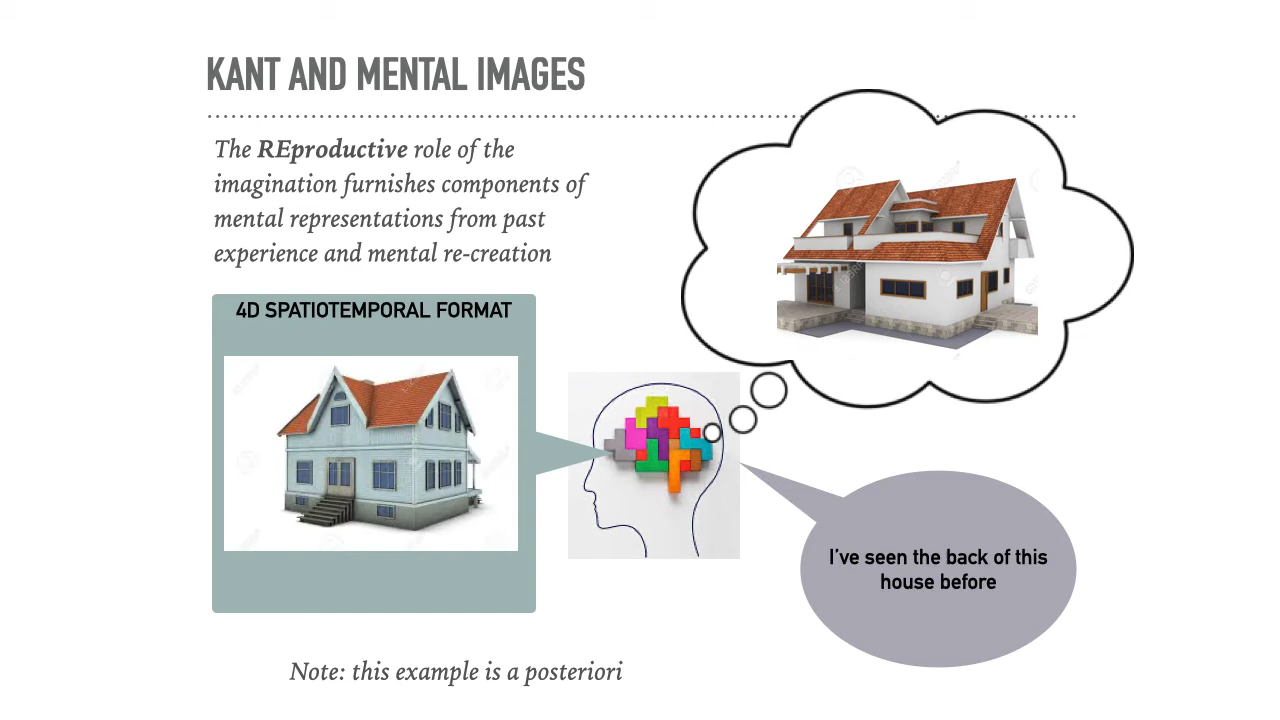 KANT AND MENTAL IMAGES
The REproductive role of the
imagination furnishes components of
mental representations from past
experience and mental re-creation
4D SPATIOTEMPORAL FORMAT
I've seen the back of this
house before
Note: this example is a posteriori